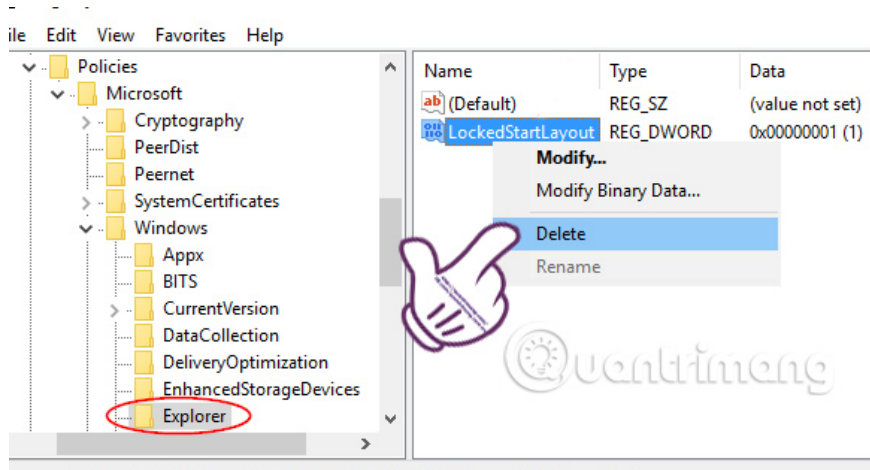 ile Edit View Favorites Help
Policies
Microsoft
Cryptography
PeerDist
Peernet
SystemCertificates
Windows
Appx
BITS
CurrentVersion
DataCollection
DeliveryOptimization
EnhancedStorageDevices
Explorer
Name Type Data
(Default) REG_SZ (value not set)
LockedStartLayout REG_DWORD 0x00000001 (1)
Modify...
Modify Binary Data...
Delete
Rename
Quantrimang